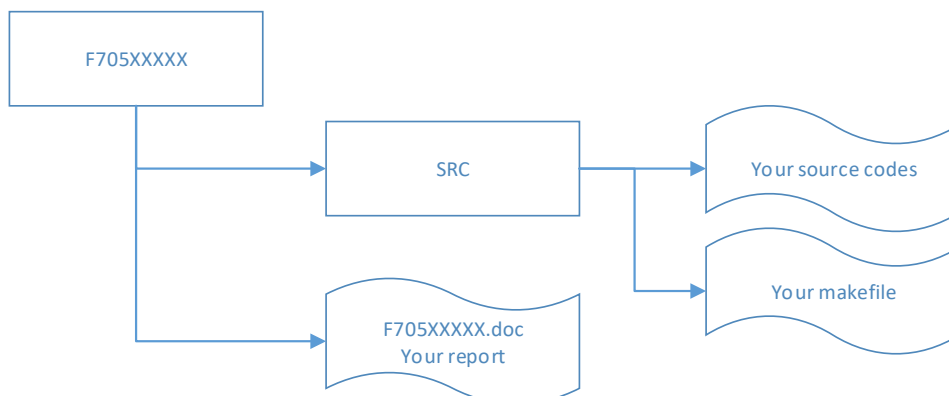 F705XXXXX
SRC
Your source codes
Your makefile
F705XXXXX.doc
Your report